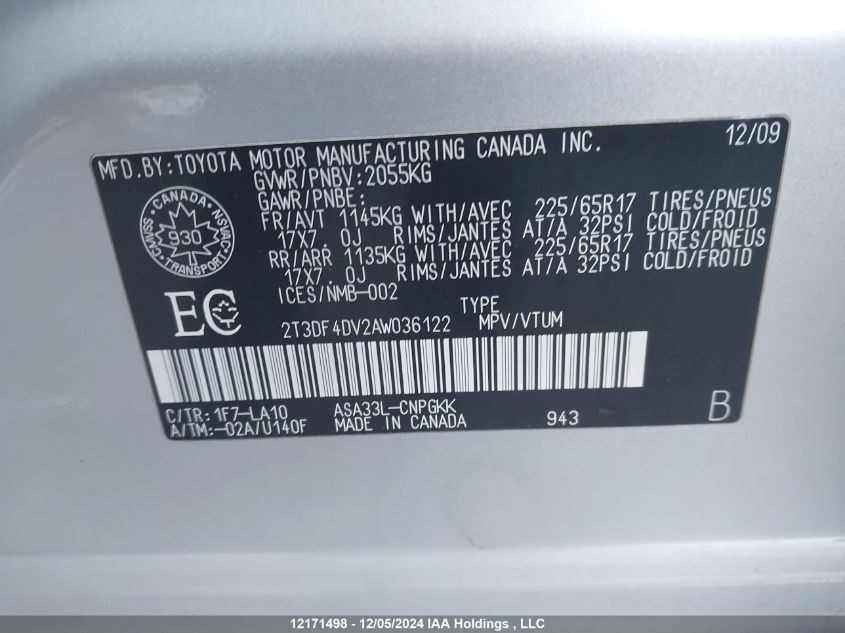 12/09
MFD.BY:TOYOTA MOTOR MANUFACTURING CANADA INC.
GVWR/PNBV:2055KG
GAWR/PNBE:
FR/AVT 1145KG WITH/AVEC 225/65R17 TIRES/PNEUS
17X7.0J RIMS/JANTES AT/A 32PSI COLD/FROID
RR/ARR 1135KG WITH/AVEC 225/65R17 TIRES/PNEUS
17X7.0J RIMS/JANTES AT/A 32PSI COLD/FROID
ICES/NMB-002
CANADA
CMVSS 930 NSVAC
TRANSPORT
EC
TYPE
2T3DF4DV2AW036122 MPV/VTUM
C/TR:1F7-LA10 ASA33L-CNPGKK
A/TM:-02A/U140F MADE IN CANADA 943 B
12171498 - 12/05/2024 IAA Holdings , LLC